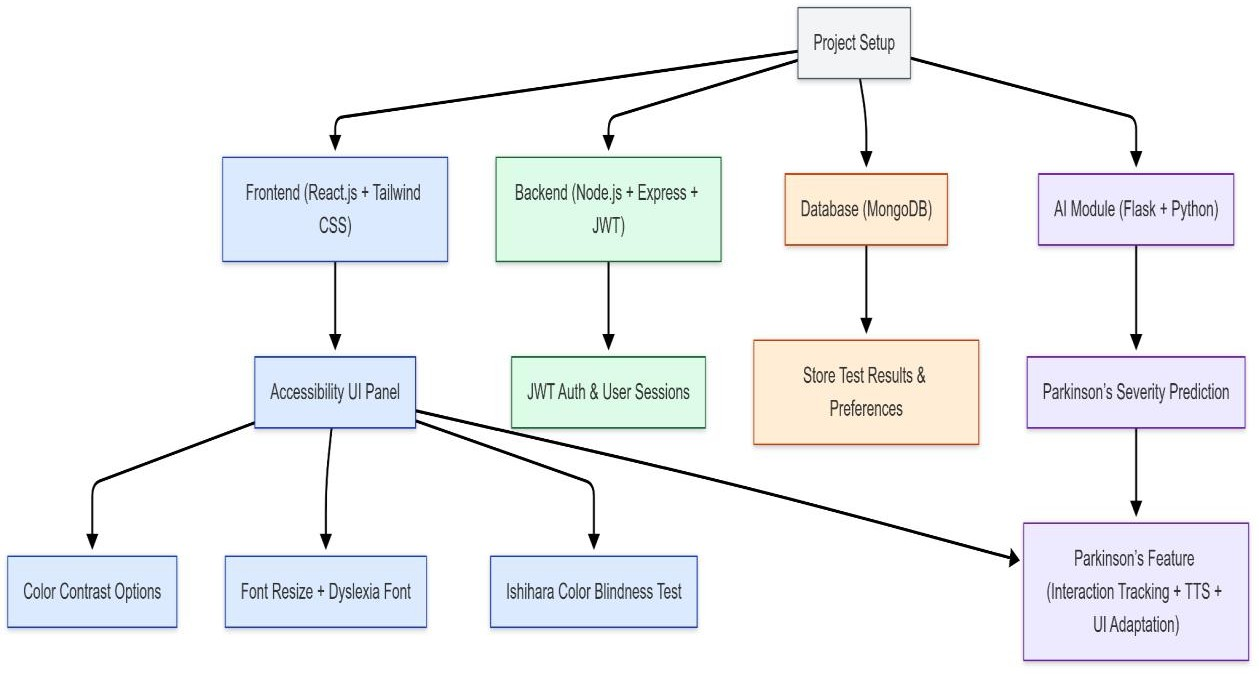 Project Setup
Frontend (React.js + Tailwind
CSS)
Backend (Node.js + Express +
JWT)
Database (MongoDB)
AI Module (Flask + Python)
Accessibility UI Panel
JWT Auth & User Sessions
Store Test Results &
Preferences
Parkinson’s Severity Prediction
Color Contrast Options
Font Resize + Dyslexia Font
Ishihara Color Blindness Test
Parkinson’s Feature
(Interaction Tracking + TTS +
UI Adaptation)